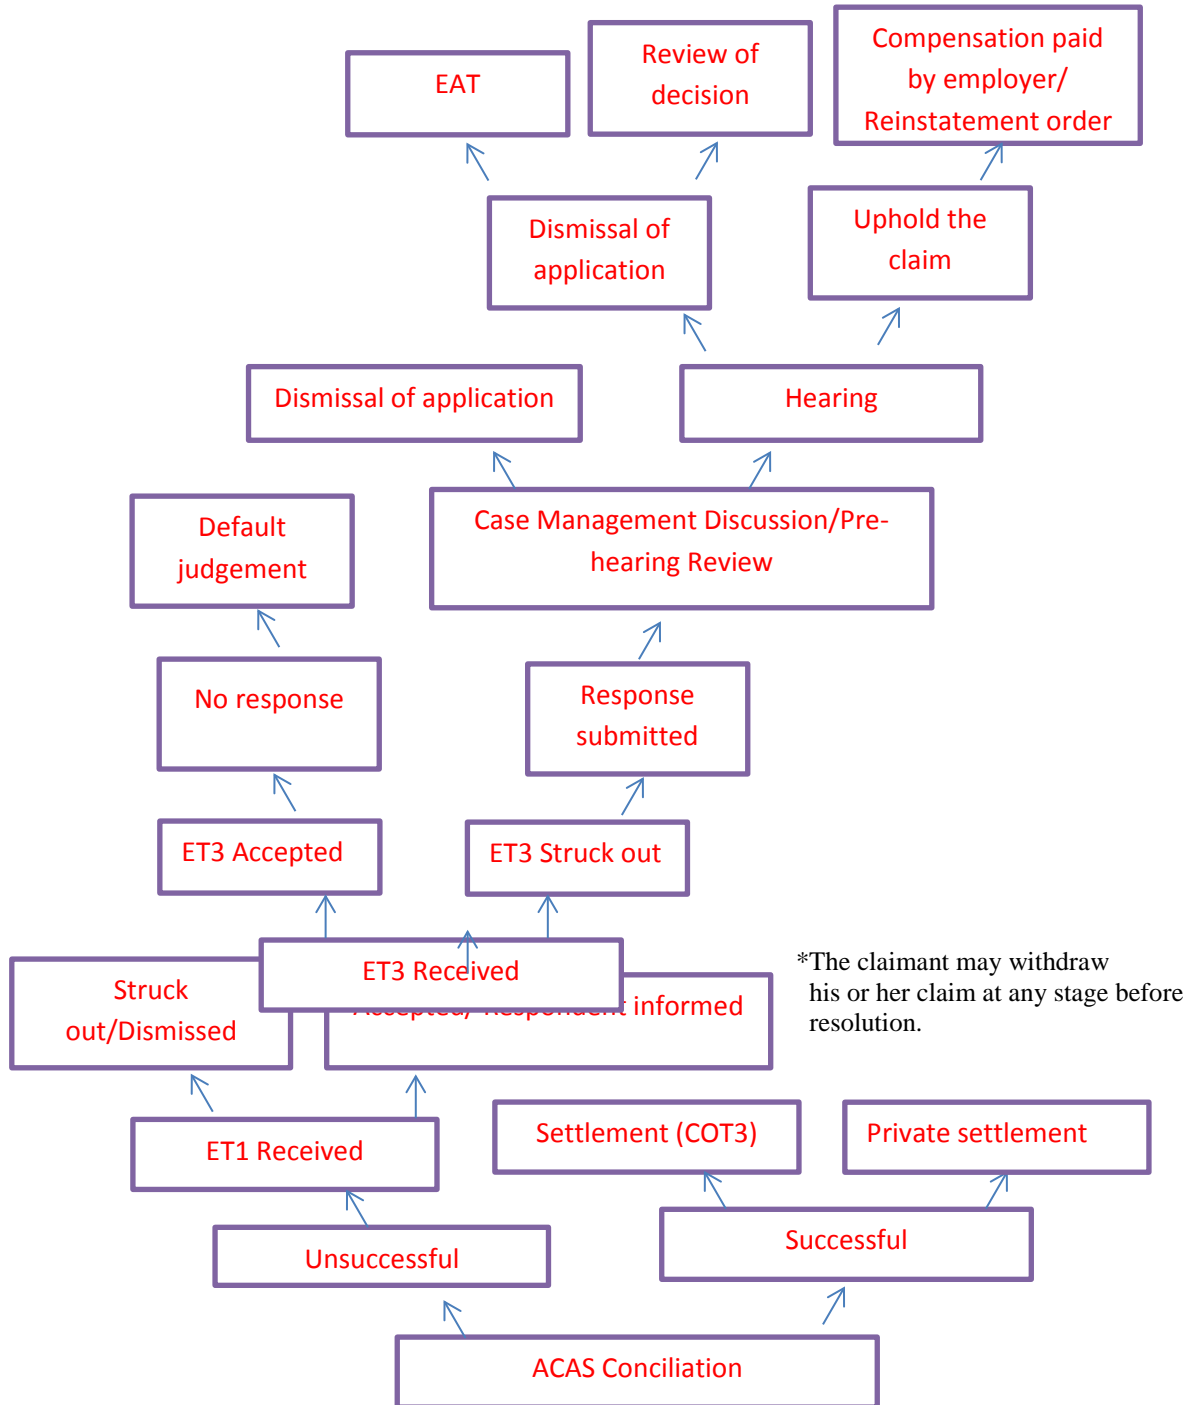 EAT
Review of
decision
Compensation paid
by employer/
Reinstatement order
Dismissal of
application
Uphold the
claim
Dismissal of application
Hearing
Default
judgement
Case Management Discussion/Pre-
hearing Review
No response
Response
submitted
ET3 Accepted
ET3 Struck out
ET3 Received
Struck
out/Dismissed
informed
*The claimant may withdraw
his or her claim at any stage before
resolution.
ET1 Received
Settlement (COT3)
Private settlement
Unsuccessful
Successful
ACAS Conciliation